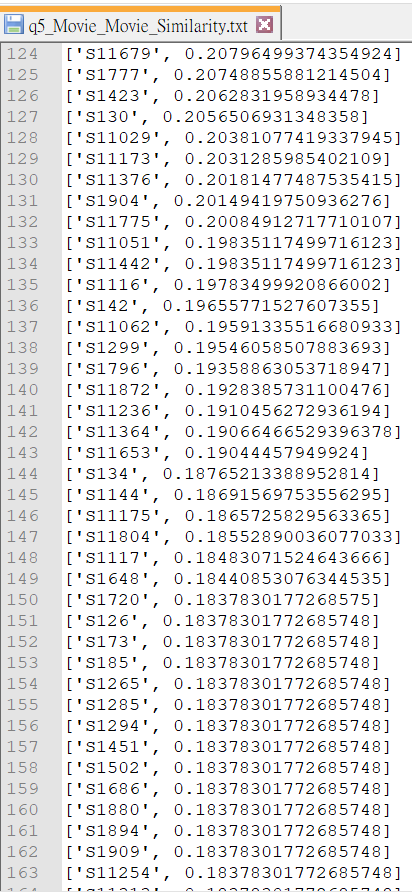 q5_Movie_Movie_Similarity.txt
124 ['S11679', 0.20796499374354924]
125 ['S1777', 0.20748855881214504]
126 ['S1423', 0.2062831958934478]
127 ['S130', 0.2056506931348358]
128 ['S11029', 0.20381077419337945]
129 ['S11173', 0.2031285985402109]
130 ['S11376', 0.20181477487535415]
131 ['S1904', 0.20149419750936276]
132 ['S11775', 0.20084912717710107]
133 ['S11051', 0.19835117499716123]
134 ['S11442', 0.19835117499716123]
135 ['S1116', 0.19783499920866002]
136 ['S142', 0.19655771527607355]
137 ['S11062', 0.19591335516680933]
138 ['S1299', 0.19546058507883693]
139 ['S1796', 0.19358863053718947]
140 ['S11872', 0.1928385731100476]
141 ['S11236', 0.1910456272936194]
142 ['S11364', 0.19066466529396378]
143 ['S11653', 0.19044457949924]
144 ['S134', 0.18765213388952814]
145 ['S1144', 0.18691569753556295]
146 ['S11175', 0.1865725829563365]
147 ['S11804', 0.18552890036077033]
148 ['S1117', 0.18483071524643666]
149 ['S1648', 0.18440853076344535]
150 ['S1720', 0.1837830177268575]
151 ['S126', 0.18378301772685748]
152 ['S173', 0.18378301772685748]
153 ['S185', 0.18378301772685748]
154 ['S1265', 0.18378301772685748]
155 ['S1285', 0.18378301772685748]
156 ['S1294', 0.18378301772685748]
157 ['S1451', 0.18378301772685748]
158 ['S1502', 0.18378301772685748]
159 ['S1686', 0.18378301772685748]
160 ['S1880', 0.18378301772685748]
161 ['S1894', 0.18378301772685748]
162 ['S1909', 0.18378301772685748]
163 ['S11254', 0.18378301772685748]